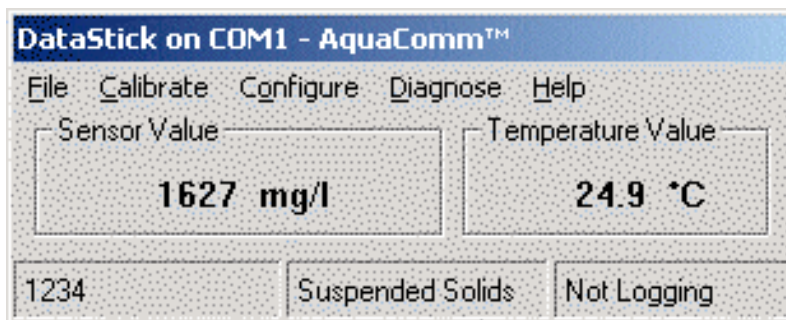 DataStick on COM1 - AquaComm™
File Calibrate Configure Diagnose Help
Sensor Value Temperature Value
1627 mg/l 24.9 °C
1234 Suspended Solids Not Logging